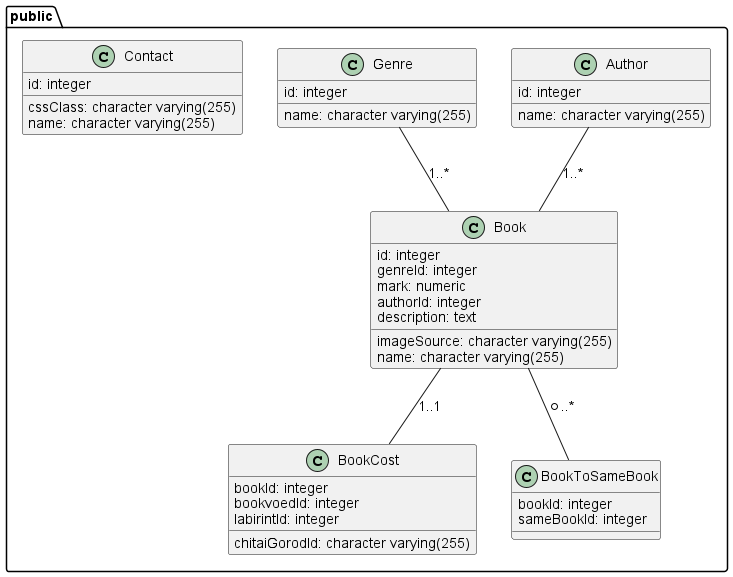 public
C Contact
id: integer
cssClass: character varying(255)
name: character varying(255)
C Genre
id: integer
name: character varying(255)
C Author
id: integer
name: character varying(255)
1..*
1..*
C Book
id: integer
genreId: integer
mark: numeric
authorId: integer
description: text
imageSource: character varying(255)
name: character varying(255)
1..1
o..*
C BookCost
bookId: integer
bookvoedId: integer
labirintId: integer
chitaiGorodId: character varying(255)
C BookToSameBook
bookId: integer
sameBookId: integer